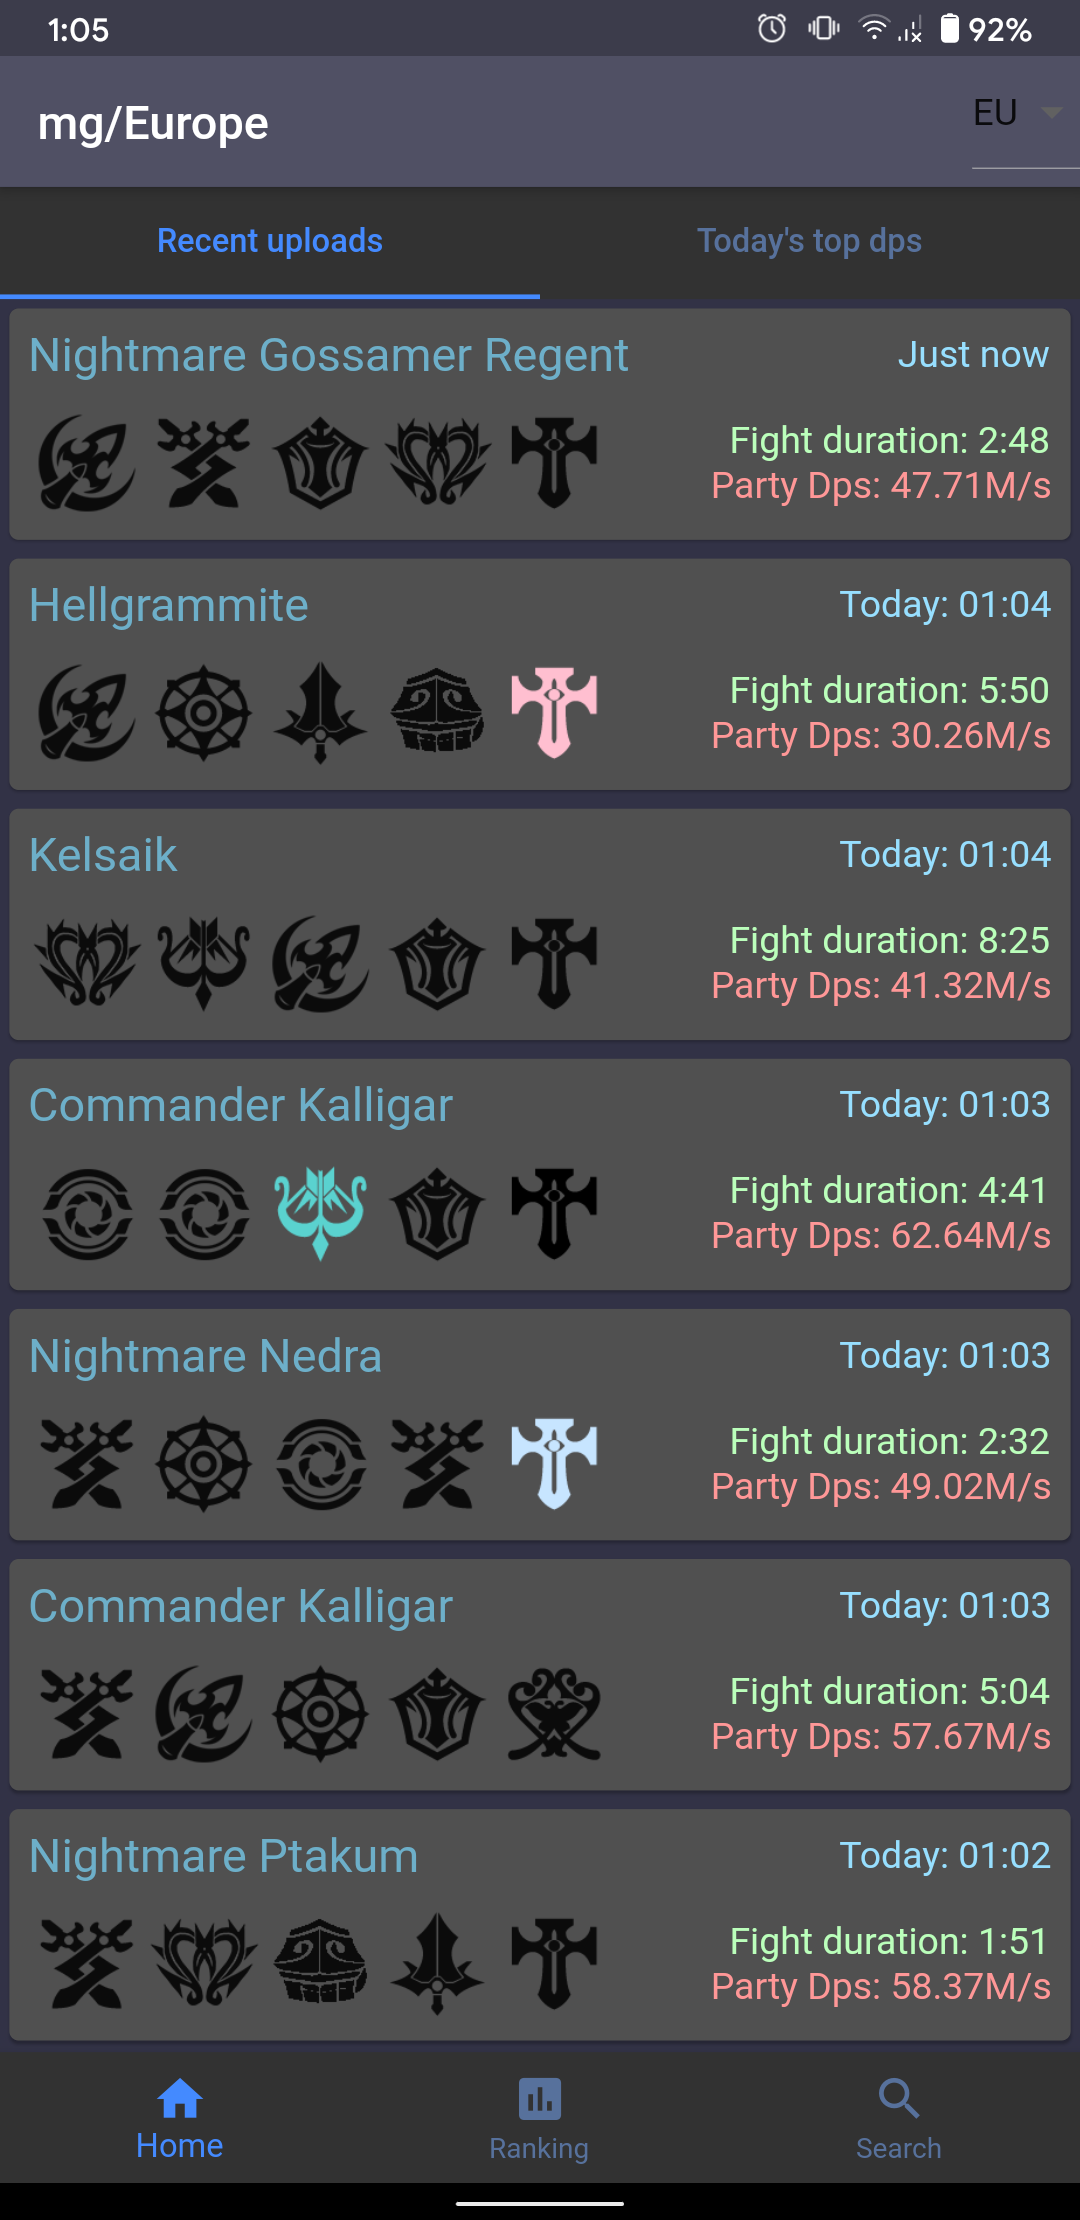 1:05
92%
mg/Europe
EU
Recent uploads
Today's top dps
Nightmare Gossamer Regent
Just now
Fight duration: 2:48
Party Dps: 47.71M/s
Hellgrammite
Today: 01:04
Fight duration: 5:50
Party Dps: 30.26M/s
Kelsaik
Today: 01:04
Fight duration: 8:25
Party Dps: 41.32M/s
Commander Kalligar
Today: 01:03
Fight duration: 4:41
Party Dps: 62.64M/s
Nightmare Nedra
Today: 01:03
Fight duration: 2:32
Party Dps: 49.02M/s
Commander Kalligar
Today: 01:03
Fight duration: 5:04
Party Dps: 57.67M/s
Nightmare Ptakum
Today: 01:02
Fight duration: 1:51
Party Dps: 58.37M/s
Home
Ranking
Search